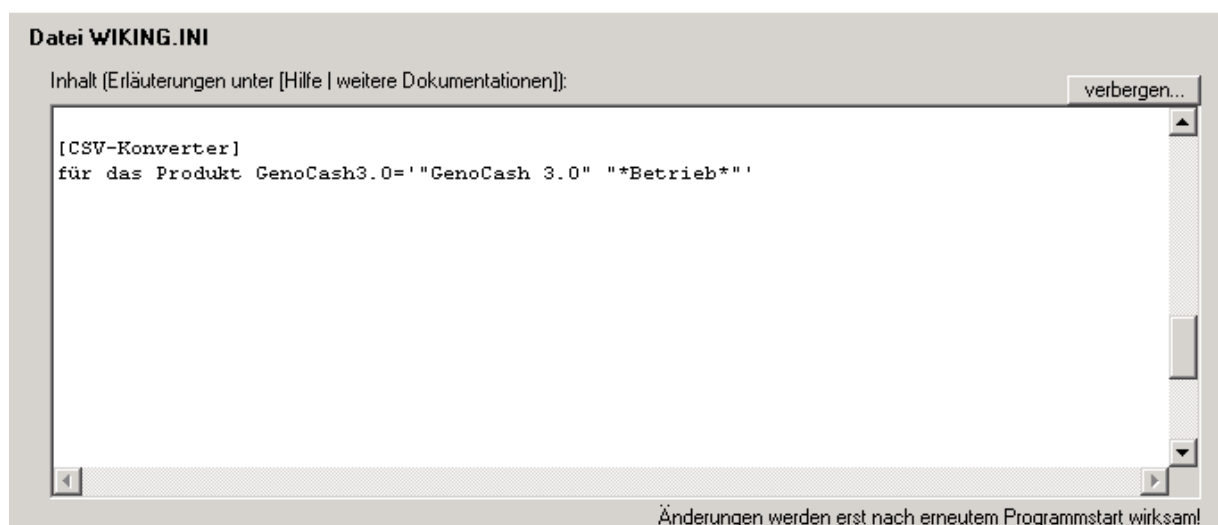 Datei WIKING.INI
Inhalt (Erläuterungen unter [Hilfe | weitere Dokumentationen]):
verbergen...
[CSV-Konverter]
für das Produkt GenoCash3.0='"GenoCash 3.0" "*Betrieb*"'
Änderungen werden erst nach erneutem Programmstart wirksam!